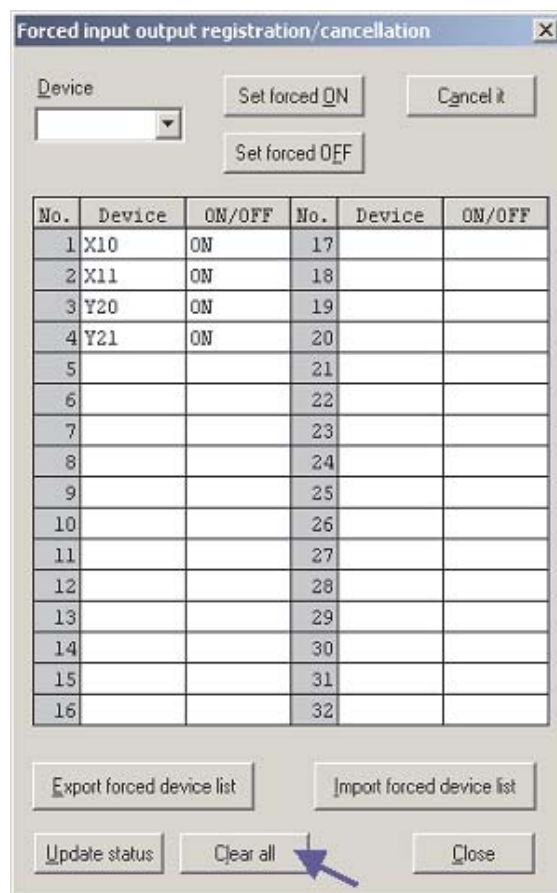 Forced input output registration/cancellation
Device
Set forced ON
Cancel it
Set forced OFF
No. Device ON/OFF No. Device ON/OFF
1 X10 ON 17
2 X11 ON 18
3 Y20 ON 19
4 Y21 ON 20
5 21
6 22
7 23
8 24
9 25
10 26
11 27
12 28
13 29
14 30
15 31
16 32
Export forced device list
Import forced device list
Update status
Clear all
Close